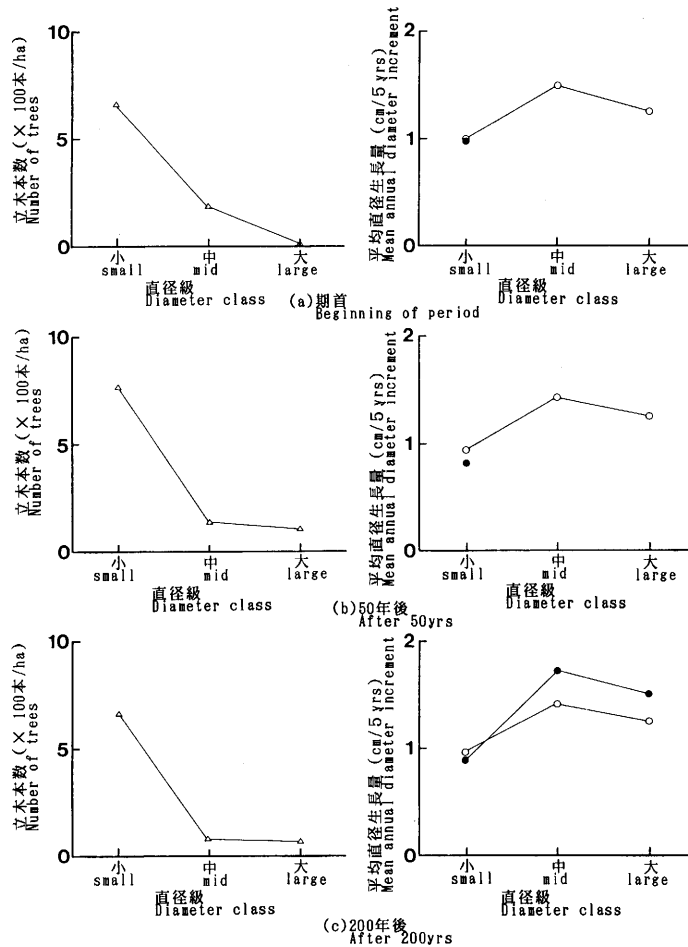 立木本数 (× 100本/ha)
Number of trees
10
5
0
小
small
中
mid
大
large
直径級
Diameter class
平均直径生長量 (cm/5 yrs)
Mean annual diameter increment
2
1
0
小
small
中
mid
大
large
直径級
Diameter class
(a)期首
Beginning of period
立木本数 (× 100本/ha)
Number of trees
10
5
0
小
small
中
mid
大
large
直径級
Diameter class
平均直径生長量 (cm/5 yrs)
Mean annual diameter increment
2
1
0
小
small
中
mid
大
large
直径級
Diameter class
(b)50年後
After 50yrs
立木本数 (× 100本/ha)
Number of trees
10
5
0
小
small
中
mid
大
large
直径級
Diameter class
平均直径生長量 (cm/5 yrs)
Mean annual diameter increment
2
1
0
小
small
中
mid
大
large
直径級
Diameter class
(c)200年後
After 200yrs